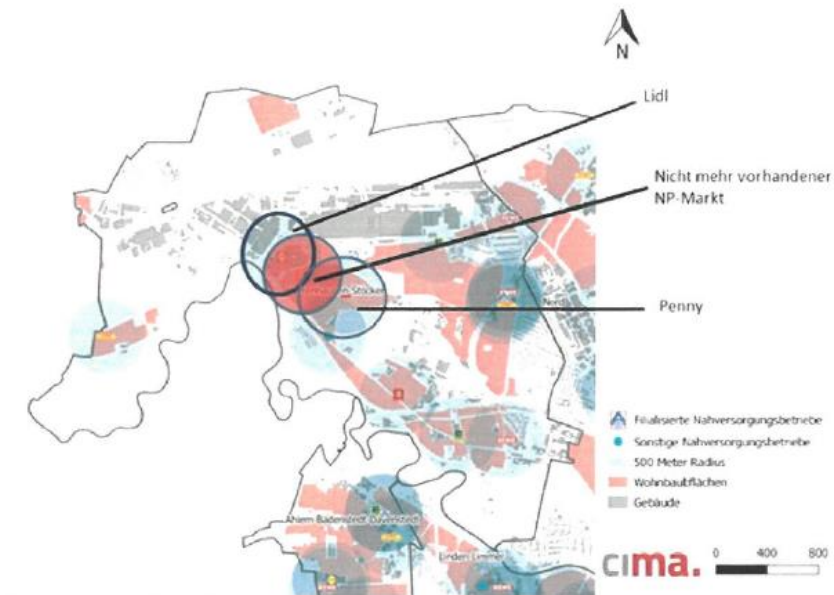 N
Lidl
Nicht mehr vorhandener
NP-Markt
Penny
Nord
Ahlem-Badenstedt-Davenstedt
Linden-Limmer
Filialisierte Nahversorgungsbetriebe
Sonstige Nahversorgungsbetriebe
500 Meter Radius
Wohnbauflächen
Gebäude
cima.
0 400 800